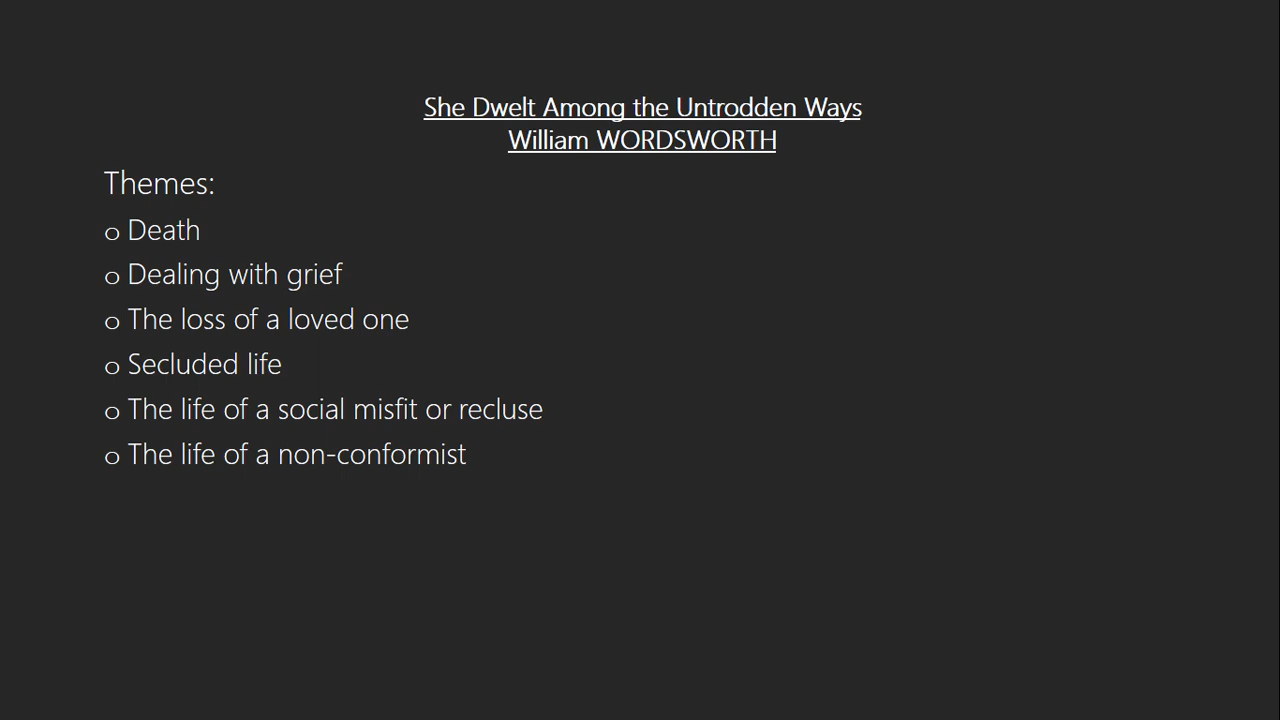 She Dwelt Among the Untrodden Ways
William WORDSWORTH
Themes:
o Death
o Dealing with grief
o The loss of a loved one
o Secluded life
o The life of a social misfit or recluse
o The life of a non-conformist